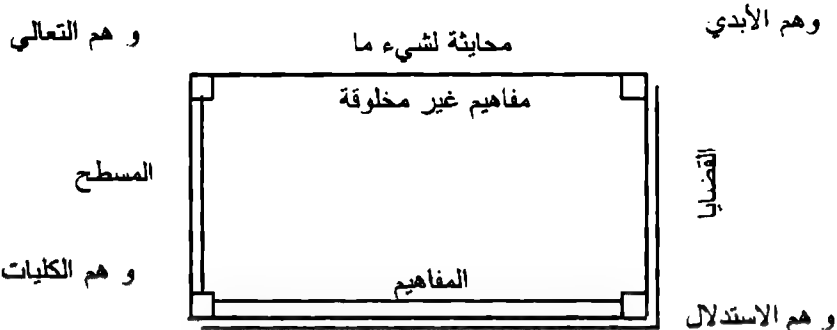 وهم الأبدي
محايثة لشيء ما
و هم التعالي
مفاهيم غير مخلوقة
القضايا
المسطح
المفاهيم
و هم الكليات
و هم الاستدلال